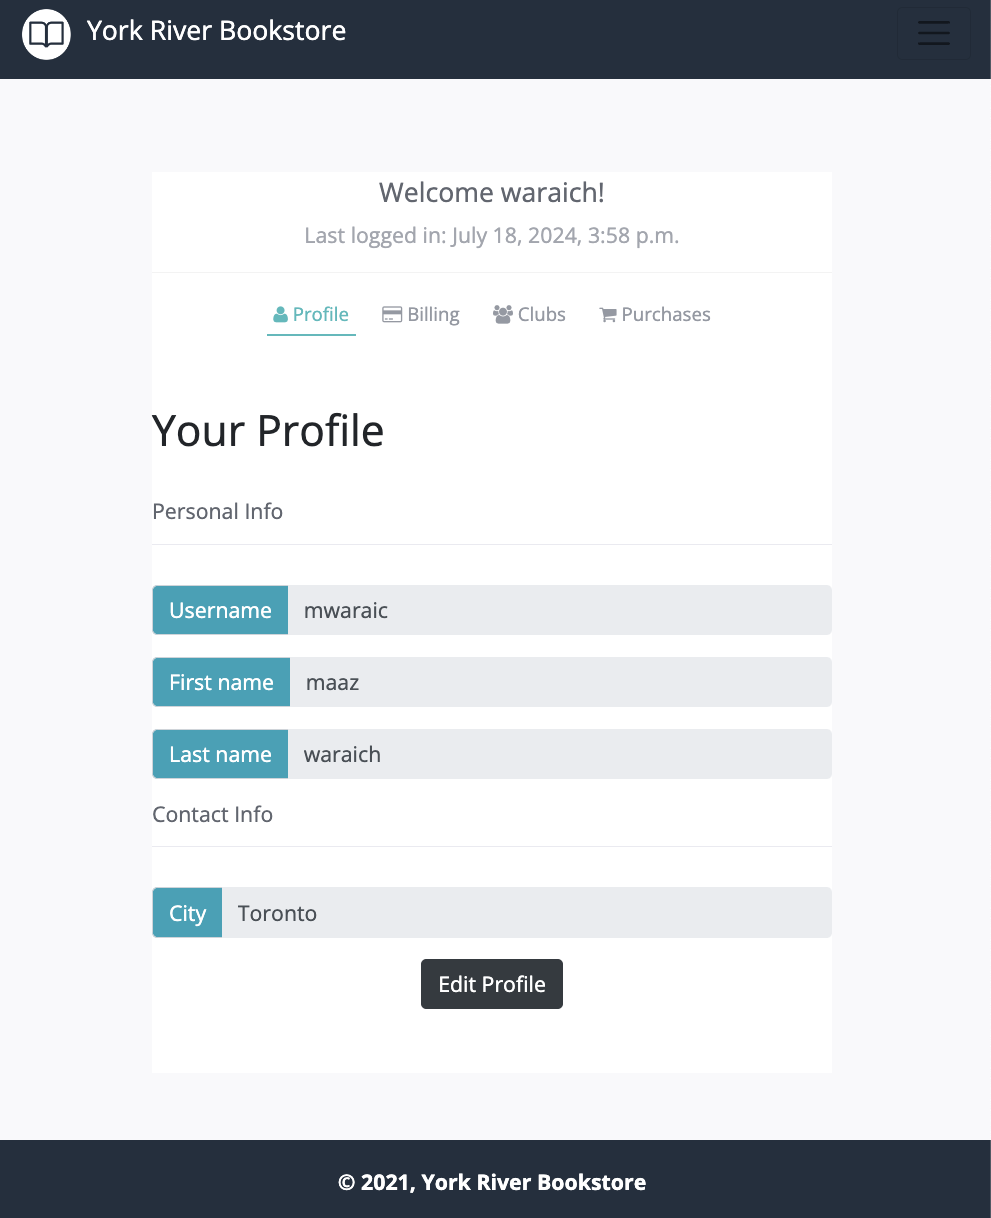 York River Bookstore
Welcome waraich!
Last logged in: July 18, 2024, 3:58 p.m.
Profile Billing Clubs Purchases
Your Profile
Personal Info
Username mwaraic
First name maaz
Last name waraich
Contact Info
City Toronto
Edit Profile
© 2021, York River Bookstore